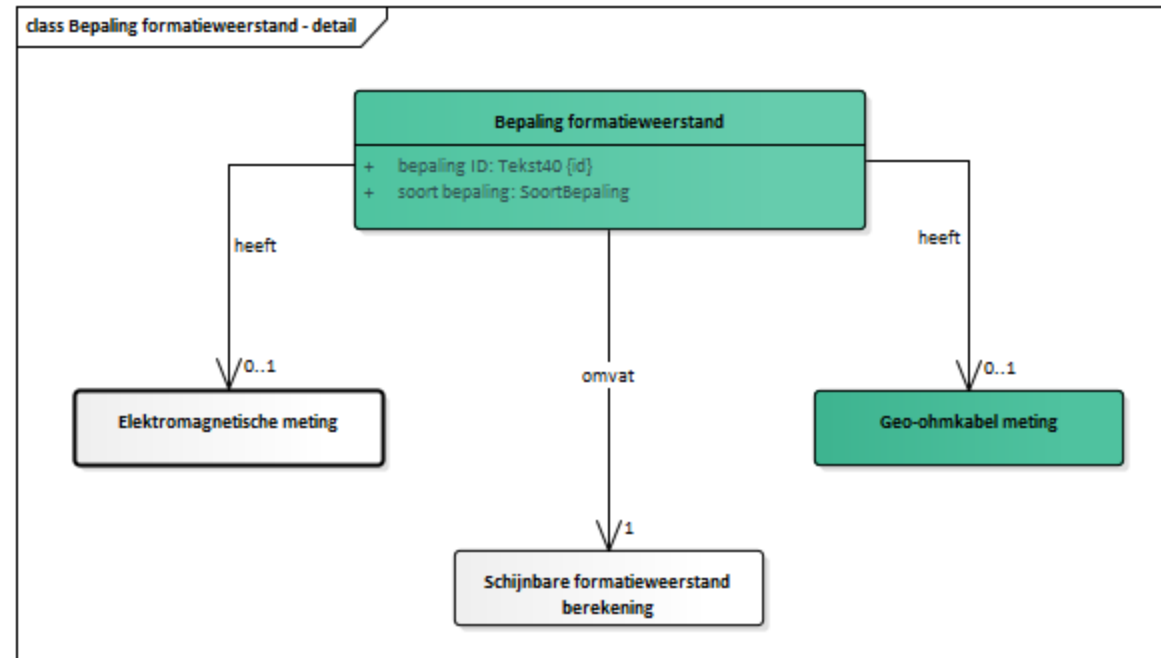 class Bepaling formatieweerstand - detail
Bepaling formatieweerstand
+ bepaling ID: Tekst40 {id}
+ soort bepaling: SoortBepaling
heeft
heeft
0..1
0..1
omvat
Elektromagnetische meting
Geo-ohmkabel meting
1
Schijnbare formatieweerstand
berekening